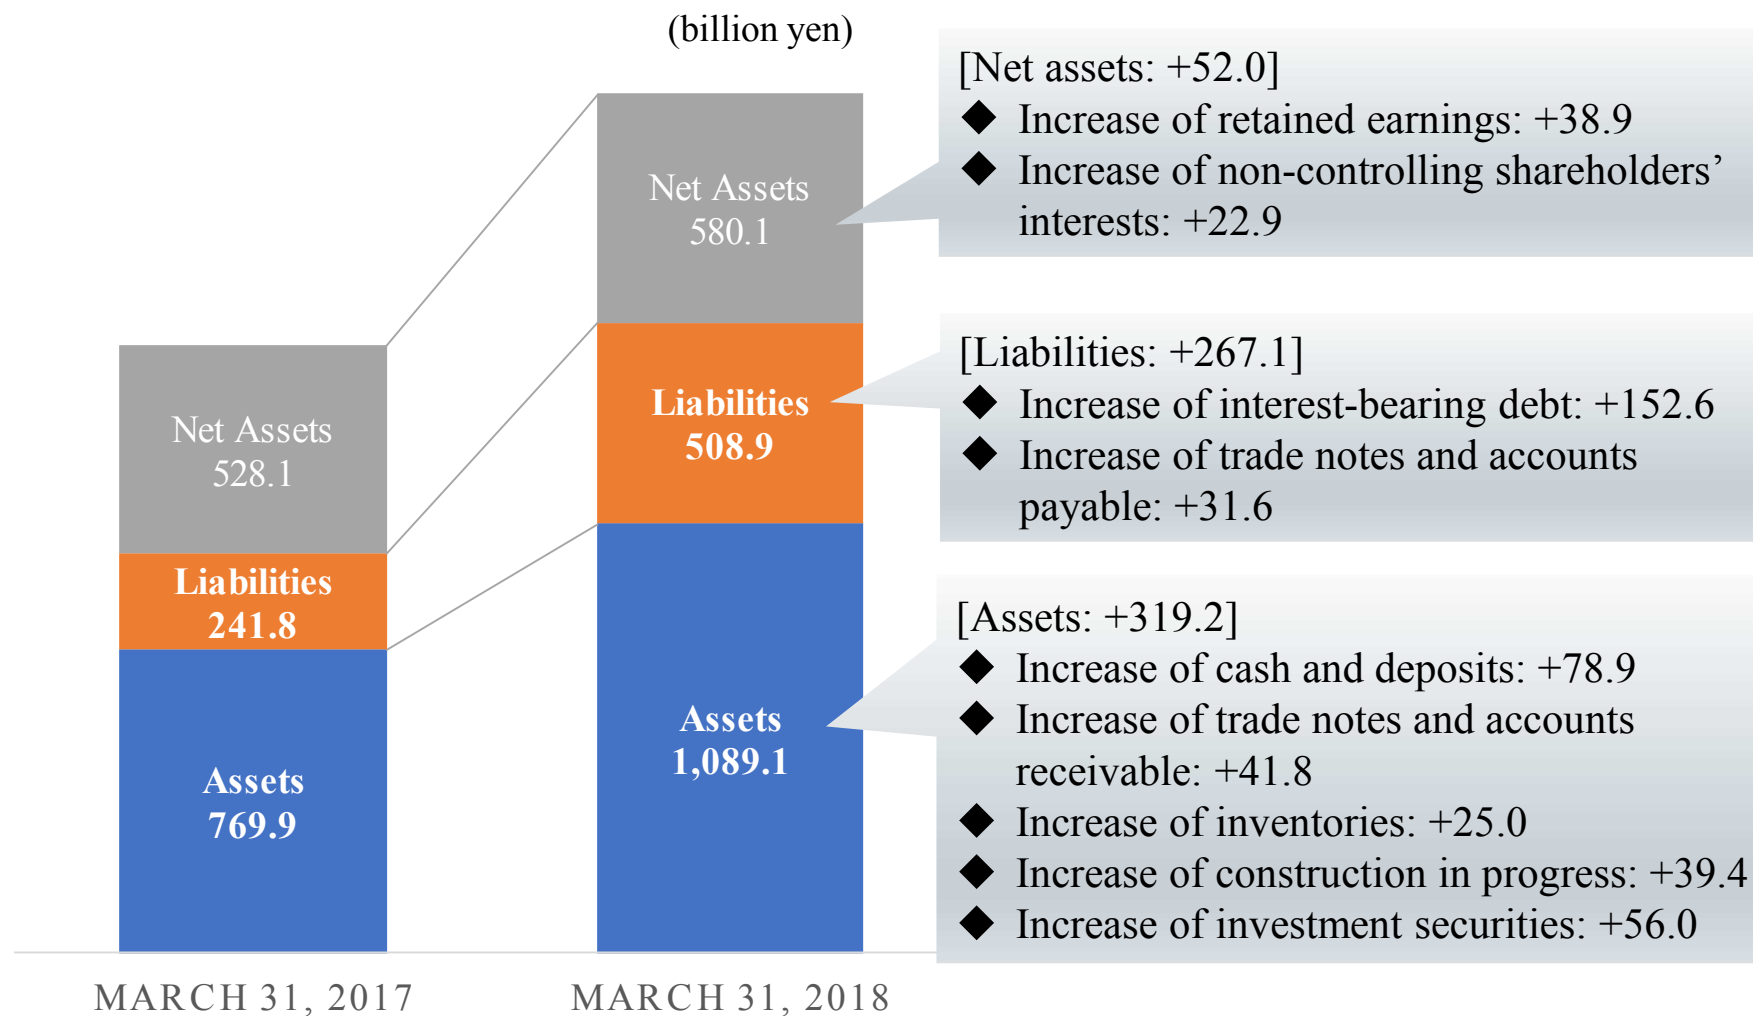 (billion yen)
Net Assets
528.1
Liabilities
241.8
Assets
769.9
MARCH 31, 2017
Net Assets
580.1
Liabilities
508.9
Assets
1,089.1
MARCH 31, 2018
[Net assets: +52.0]
◆ Increase of retained earnings: +38.9
◆ Increase of non-controlling shareholders’
interests: +22.9
[Liabilities: +267.1]
◆ Increase of interest-bearing debt: +152.6
◆ Increase of trade notes and accounts
payable: +31.6
[Assets: +319.2]
◆ Increase of cash and deposits: +78.9
◆ Increase of trade notes and accounts
receivable: +41.8
◆ Increase of inventories: +25.0
◆ Increase of construction in progress: +39.4
◆ Increase of investment securities: +56.0